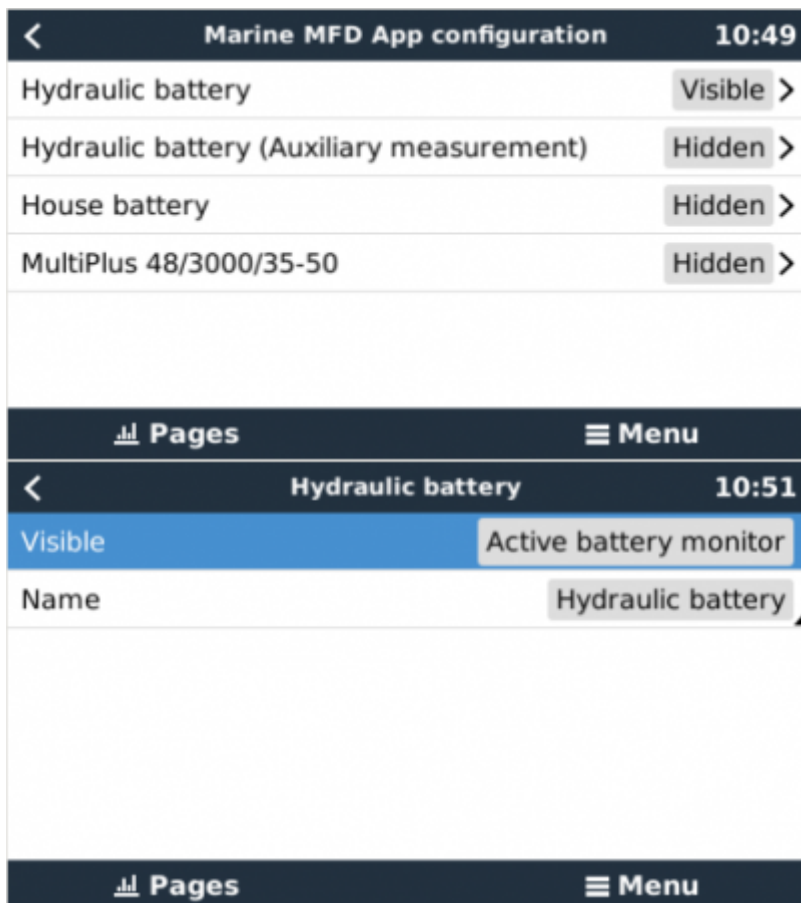 Marine MFD App configuration 10:49
Hydraulic battery Visible
Hydraulic battery (Auxiliary measurement) Hidden
House battery Hidden
MultiPlus 48/3000/35-50 Hidden
Pages Menu
Hydraulic battery 10:51
Visible Active battery monitor
Name Hydraulic battery
Pages Menu